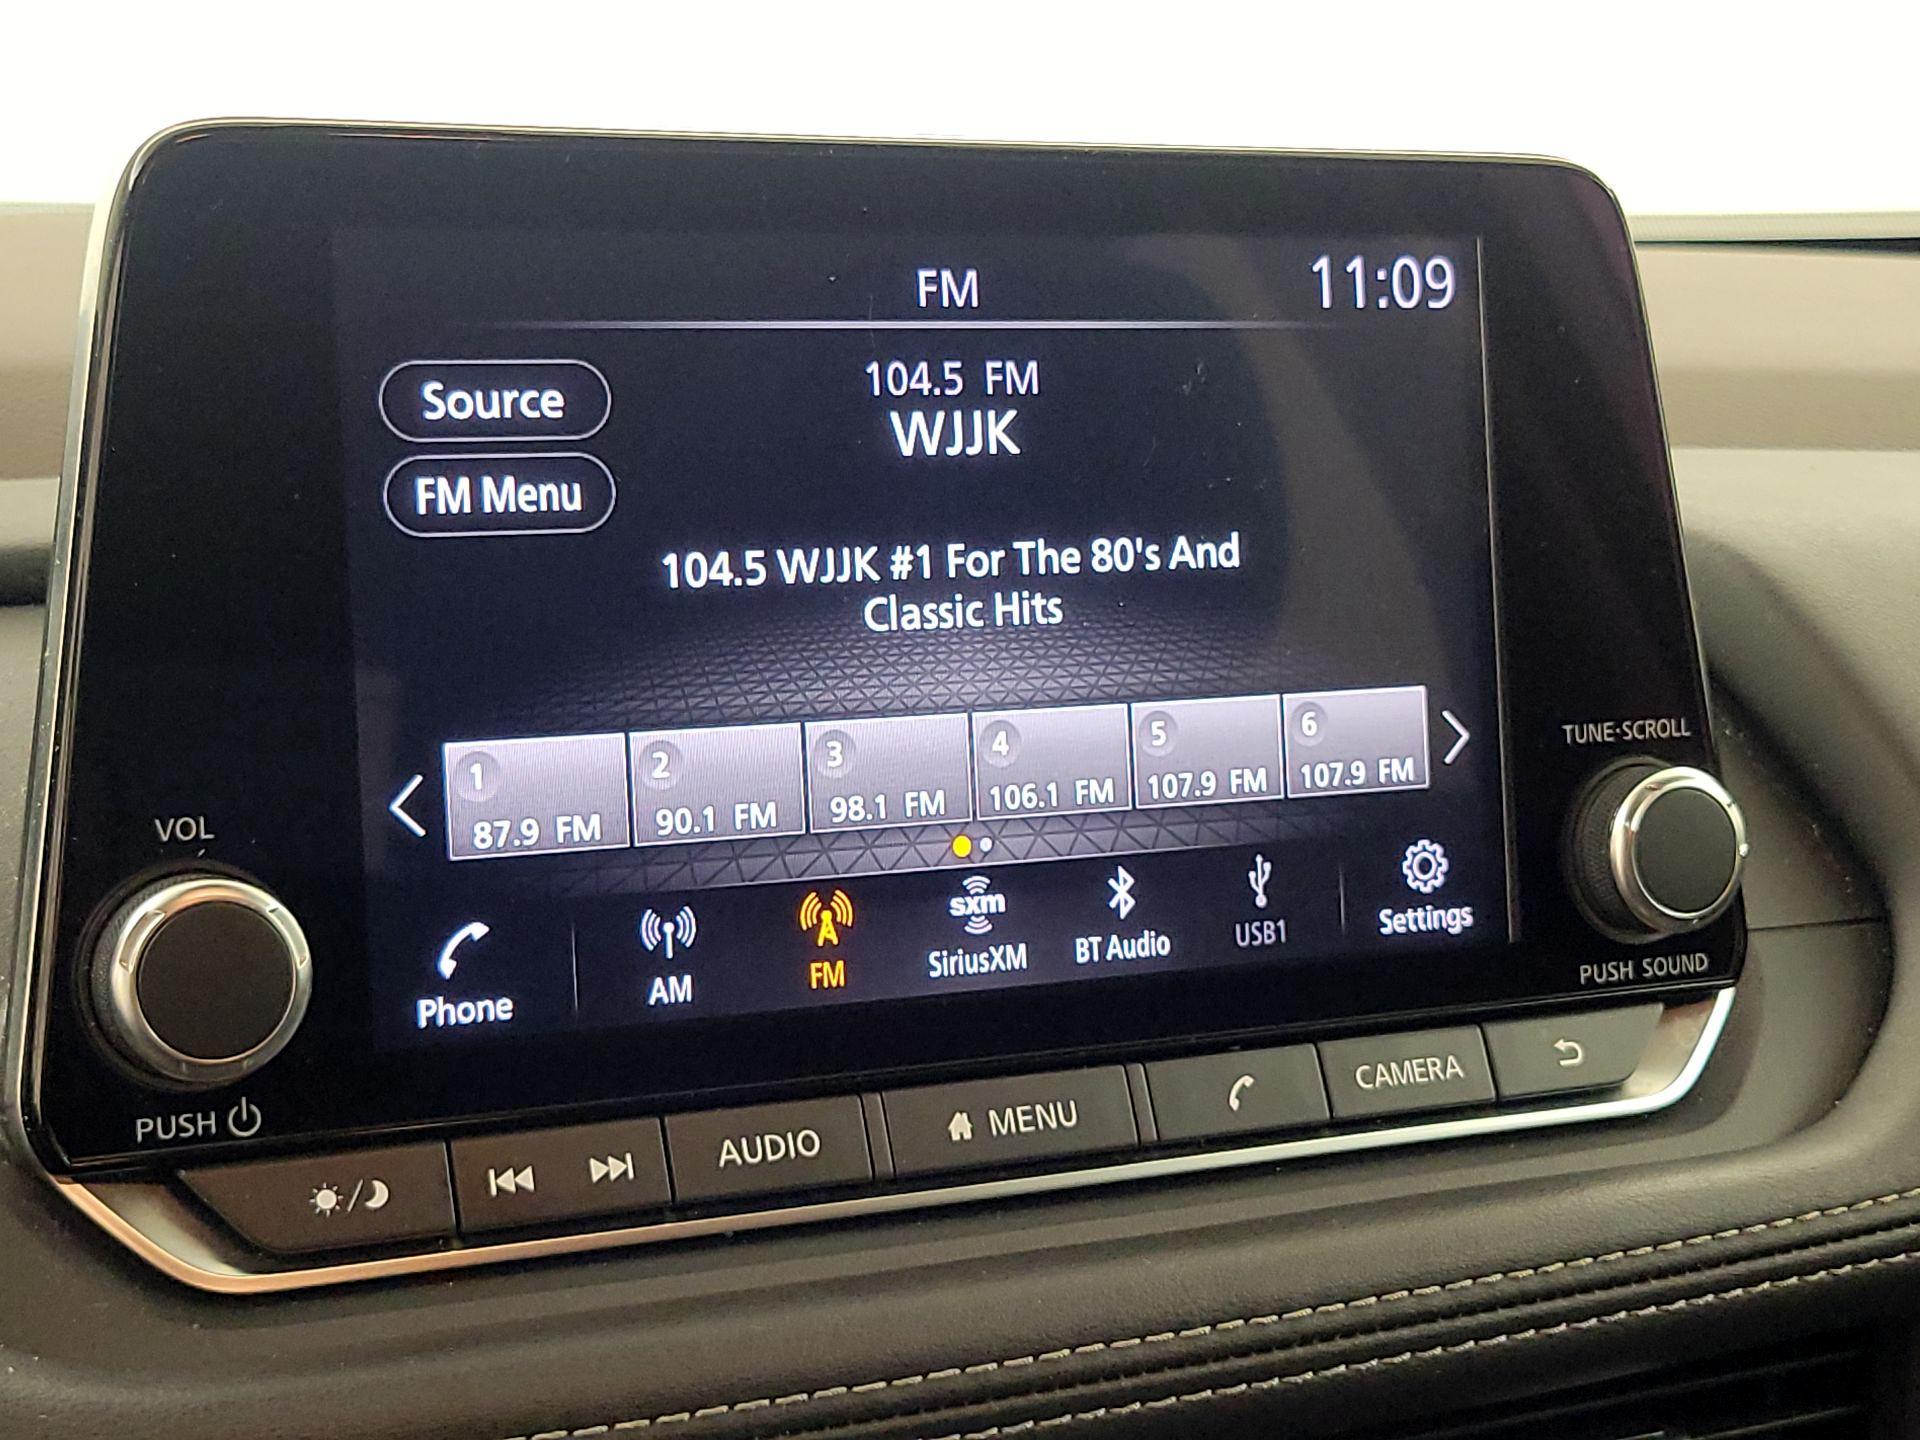 FM
11:09
Source
104.5 FM
WJJK
FM Menu
104.5 WJJK #1 For The 80's And
Classic Hits
1
2
3
4
5
6
87.9 FM
90.1 FM
98.1 FM
106.1 FM
107.9 FM
107.9 FM
Phone
AM
FM
sxm
SiriusXM
BT Audio
USB1
Settings
VOL
PUSH
TUNE·SCROLL
PUSH SOUND
AUDIO
MENU
CAMERA